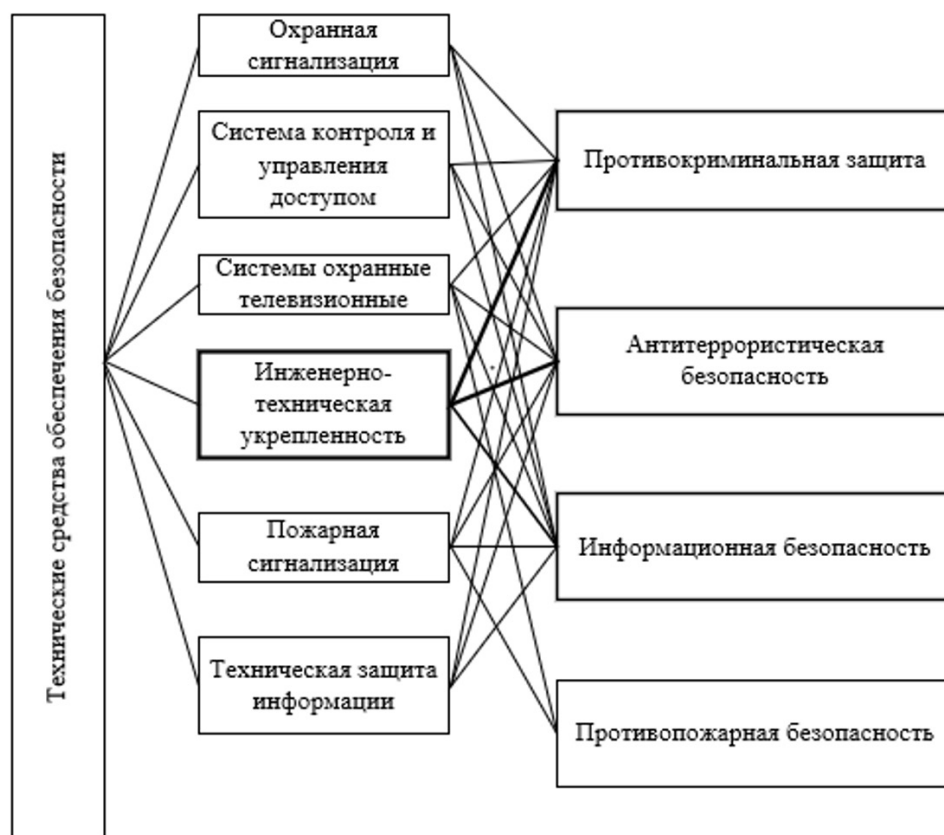 Технические средства обеспечения безопасности
Охранная
сигнализация
Система контроля и
управления
доступом
Системы охранные
телевизионные
Инженерно-
техническая
укрепленность
Пожарная
сигнализация
Техническая защита
информации
Противокриминальная защита
Антитеррористическая
безопасность
Информационная безопасность
Противопожарная безопасность